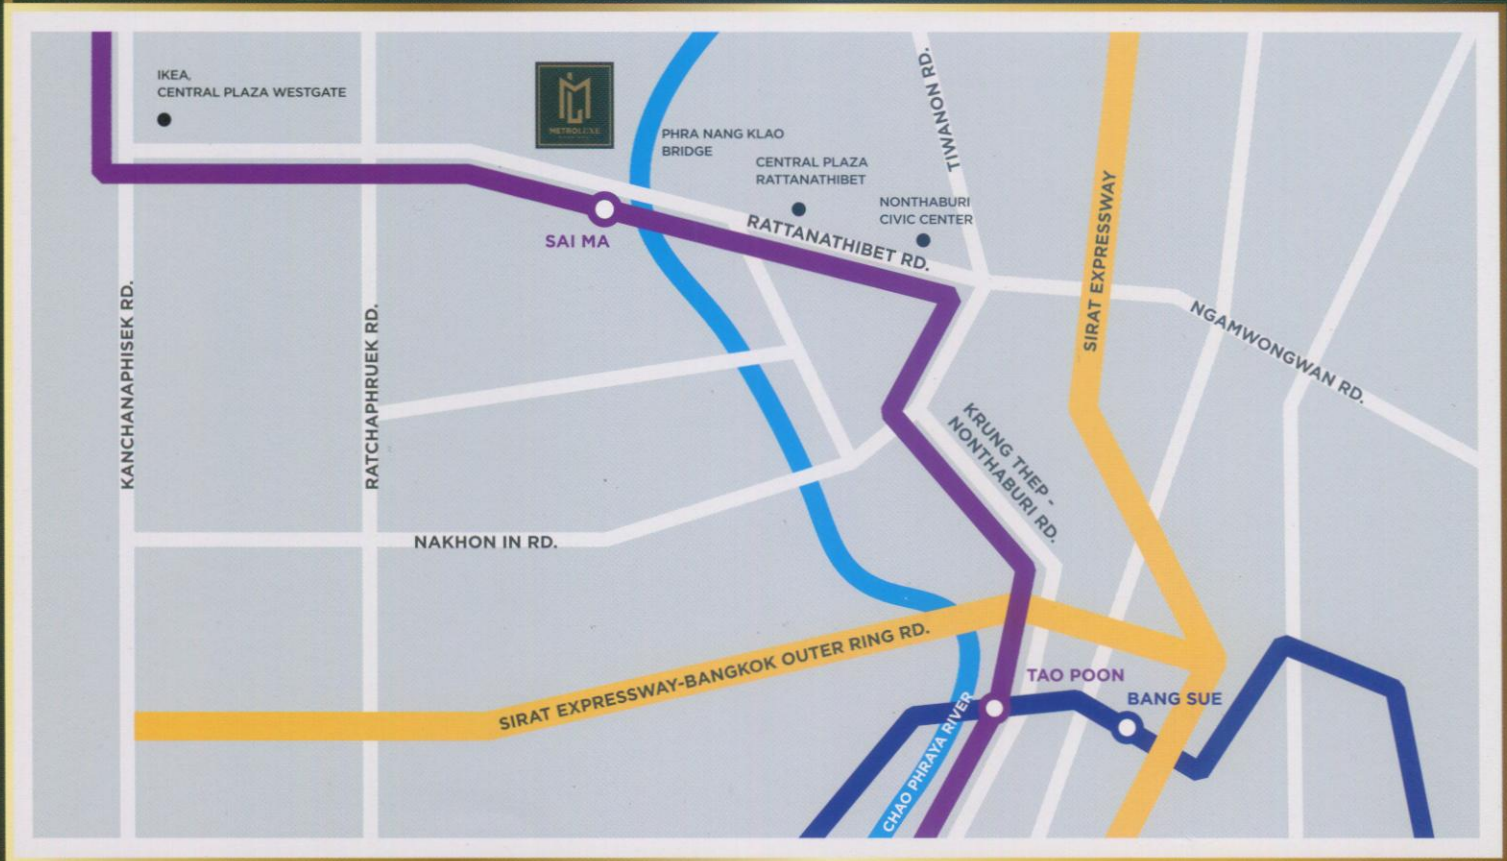 IKEA,
CENTRAL PLAZA WESTGATE
METROLUXE
PHRA NANG KLAO
BRIDGE
CENTRAL PLAZA
RATTANATHIBET
NONTHABURI
CIVIC CENTER
TIWANON RD.
RATTANATHIBET RD.
SAI MA
SIRAT EXPRESSWAY
NGAMWONGWAN RD.
KANCHANAPHISEK RD.
RATCHAPHRUEK RD.
KRUNG THEP -
NONTHABURI RD.
NAKHON IN RD.
SIRAT EXPRESSWAY-BANGKOK OUTER RING RD.
TAO POON
BANG SUE
CHAO PHRAYA RIVER